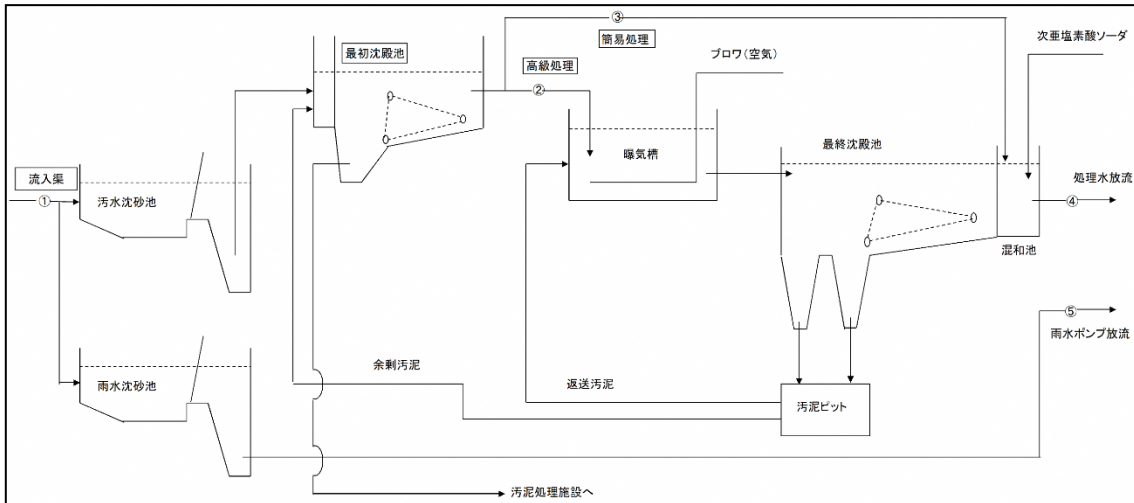 ③
簡易処理
次亜塩素酸ソーダ
最初沈殿池
高級処理
ブロワ（空気）
②
曝気槽
最終沈殿池
流入渠
①
汚水沈砂池
処理水放流
④
混和池
⑤
雨水ポンプ放流
雨水沈砂池
余剰汚泥
返送汚泥
汚泥ピット
汚泥処理施設へ